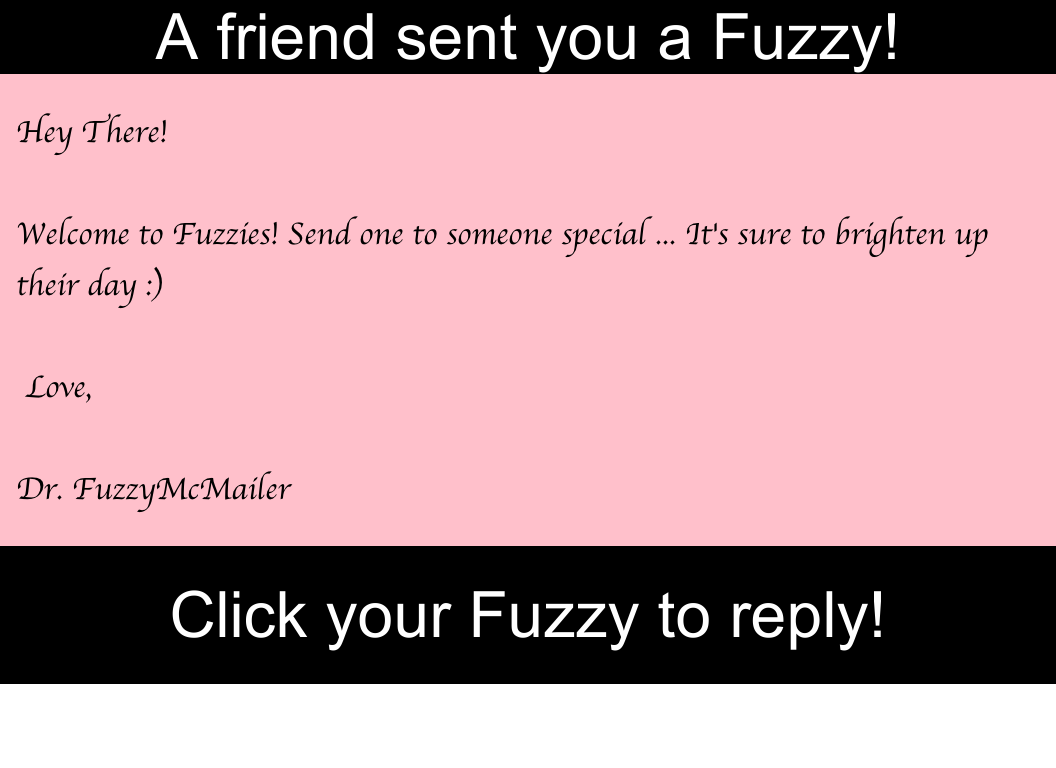 A friend sent you a Fuzzy!
Hey There!
Welcome to Fuzzies! Send one to someone special ... It's sure to brighten up
their day :)
Love,
Dr. FuzzyMcMailer
Click your Fuzzy to reply!